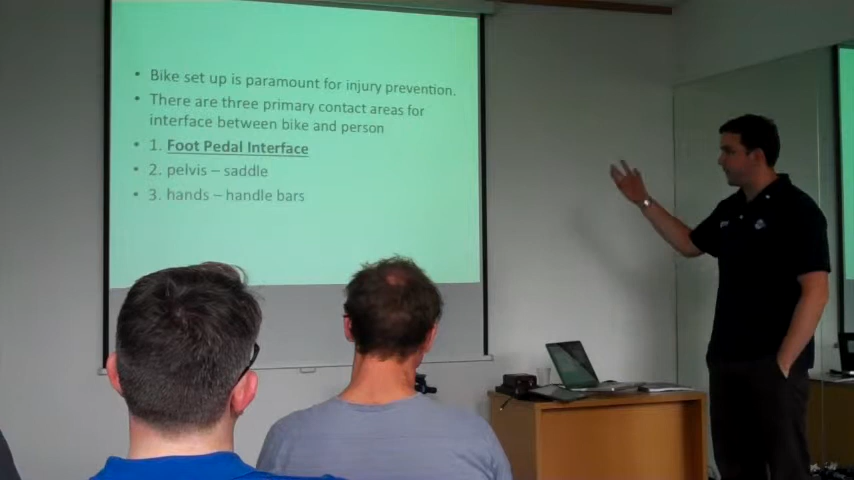 • Bike set up is paramount for injury prevention.
• There are three primary contact areas for
interface between bike and person
• 1. Foot Pedal Interface
• 2. pelvis – saddle
• 3. hands – handle bars